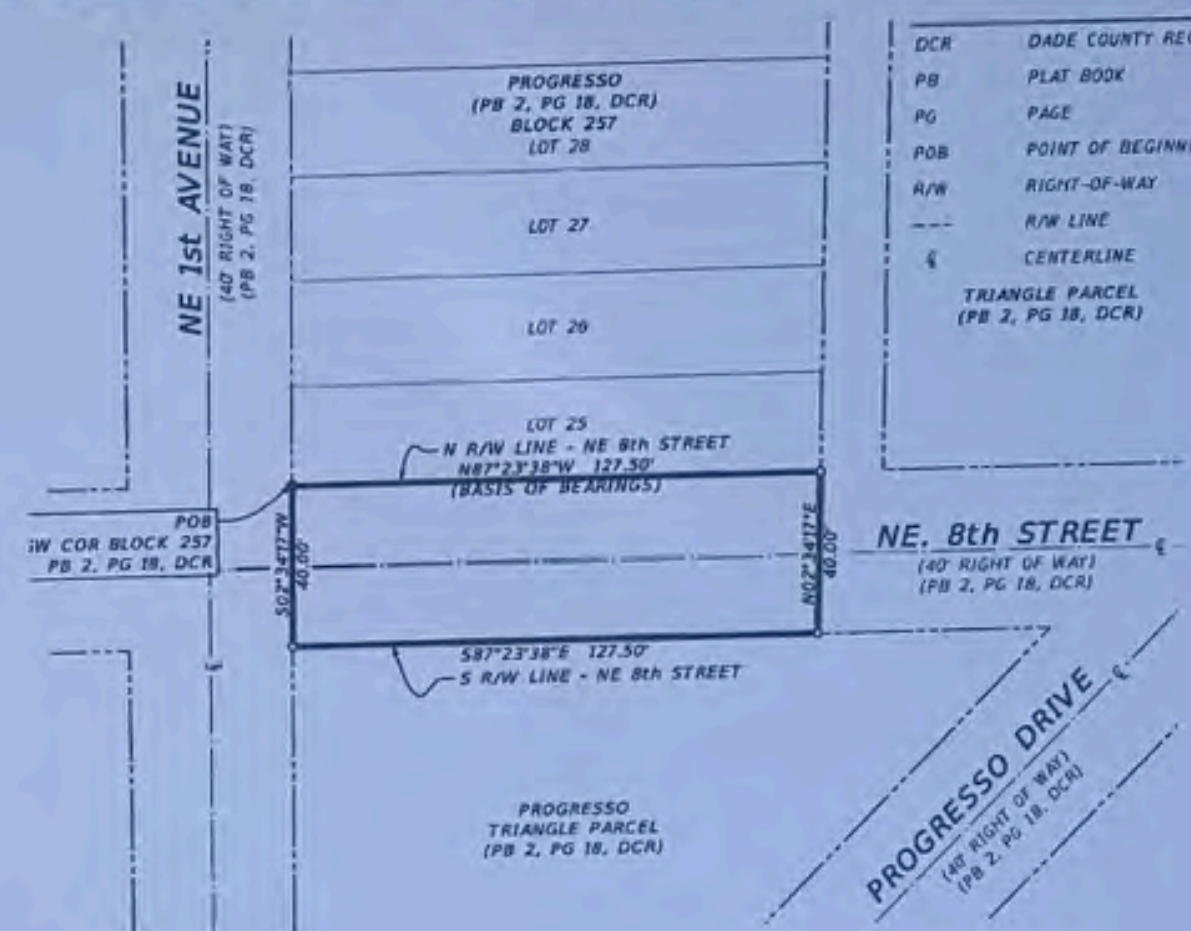 DCR DADE COUNTY REC
PB PLAT BOOK
PG PAGE
POB POINT OF BEGINN
R/W RIGHT-OF-WAY
--- R/W LINE
℄ CENTERLINE
TRIANGLE PARCEL
(PB 2, PG 18, DCR)
PROGRESSO
(PB 2, PG 18, DCR)
BLOCK 257
LOT 28
LOT 27
LOT 26
LOT 25
NE 1st AVENUE
(40' RIGHT OF WAY)
(PB 2, PG 18, DCR)
N R/W LINE - NE 8th STREET
N87°23'38"W 127.50'
(BASIS OF BEARINGS)
POB
SW COR BLOCK 257
PB 2, PG 18, DCR
S02°34'17"W
40.00'
N02°34'17"E
40.00'
NE. 8th STREET ℄
(40' RIGHT OF WAY)
(PB 2, PG 18, DCR)
S87°23'38"E 127.50'
S R/W LINE - NE 8th STREET
℄
PROGRESSO
TRIANGLE PARCEL
(PB 2, PG 18, DCR)
PROGRESSO DRIVE ℄
(40' RIGHT OF WAY)
(PB 2, PG 18, DCR)